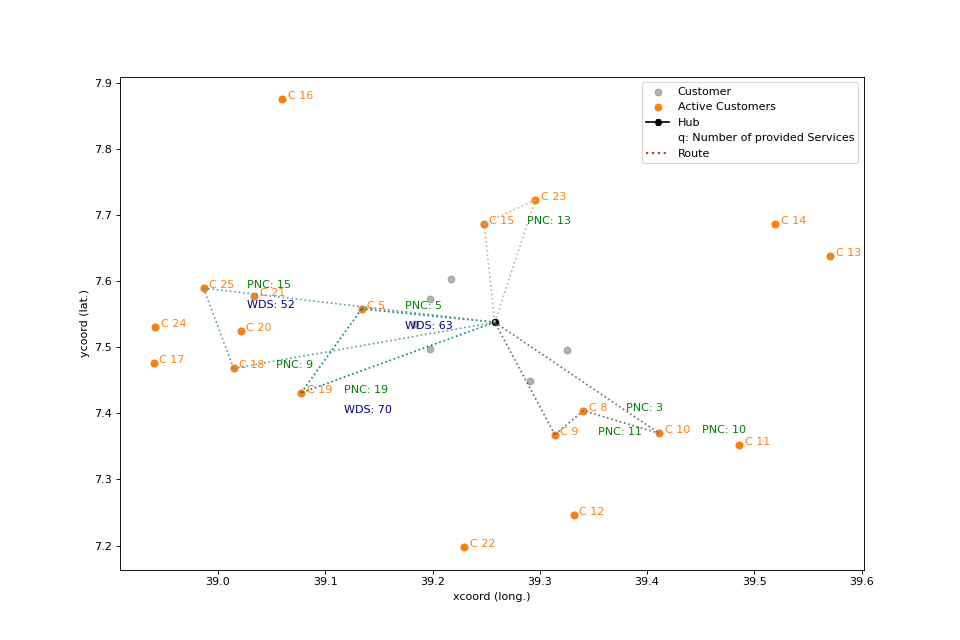 7.9
7.8
7.7
7.6
7.5
7.4
7.3
7.2
ycoord (lat.)
39.0
39.1
39.2
39.3
39.4
39.5
39.6
xcoord (long.)
Customer
Active Customers
Hub
q: Number of provided Services
Route
C 16
C 23
C 15
PNC: 13
C 14
C 13
C 25
PNC: 15
C 21
WDS: 52
C 5
PNC: 5
WDS: 63
C 24
C 20
C 17
C 18
PNC: 9
C 19
PNC: 19
WDS: 70
C 8
PNC: 3
C 9
PNC: 11
C 10
PNC: 10
C 11
C 12
C 22